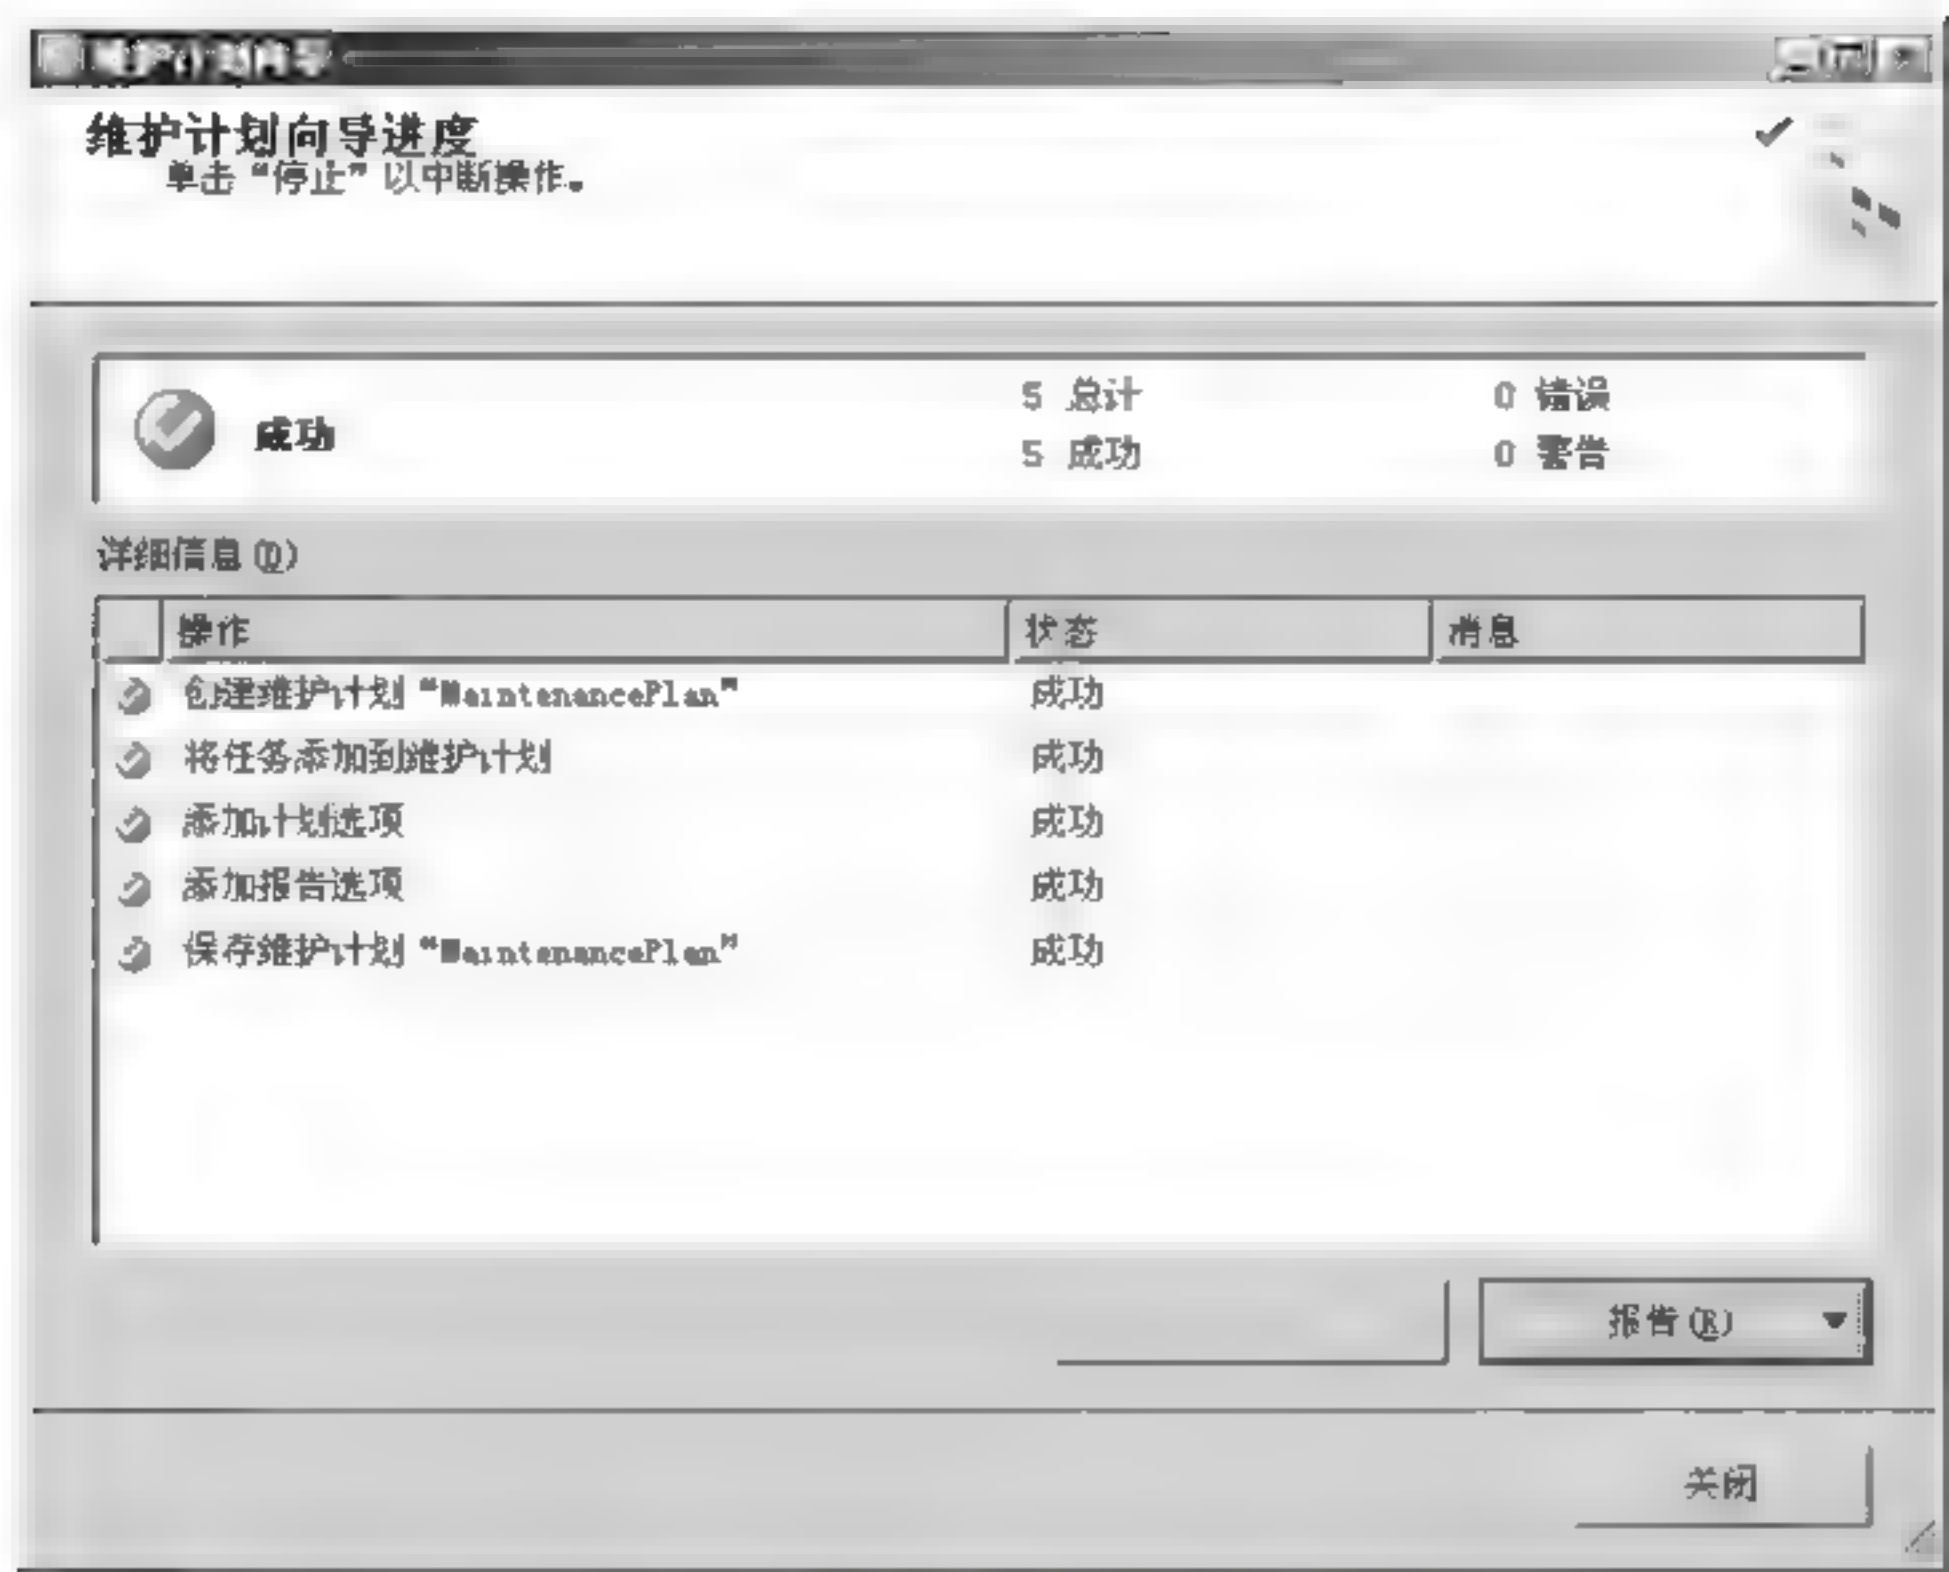 维护计划向导
维护计划向导进度
单击“停止”以中断操作。
成功
5 总计
0 错误
5 成功
0 警告
详细信息(D)
操作 状态 消息
创建维护计划“MaintenancePlan” 成功
将任务添加到维护计划 成功
添加计划选项 成功
添加报告选项 成功
保存维护计划“MaintenancePlan” 成功
报告(R)
关闭